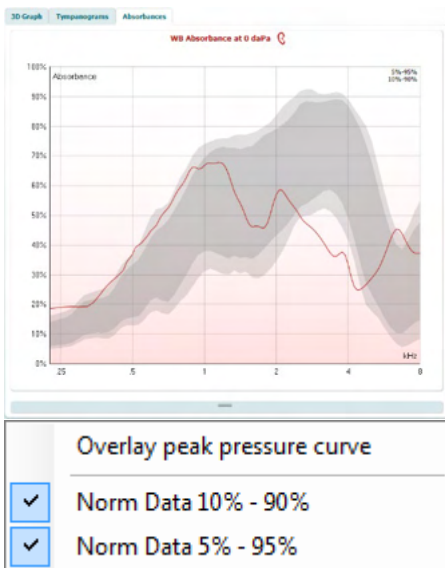 3D Graph Tympanograms Absorbances
WB Absorbance at 0 daPa
100% Absorbance 5%-95%
10%-90%
90%
80%
70%
60%
50%
40%
30%
20%
10%
0% kHz
.25 .5 1 2 4 8
Overlay peak pressure curve
Norm Data 10% - 90%
Norm Data 5% - 95%